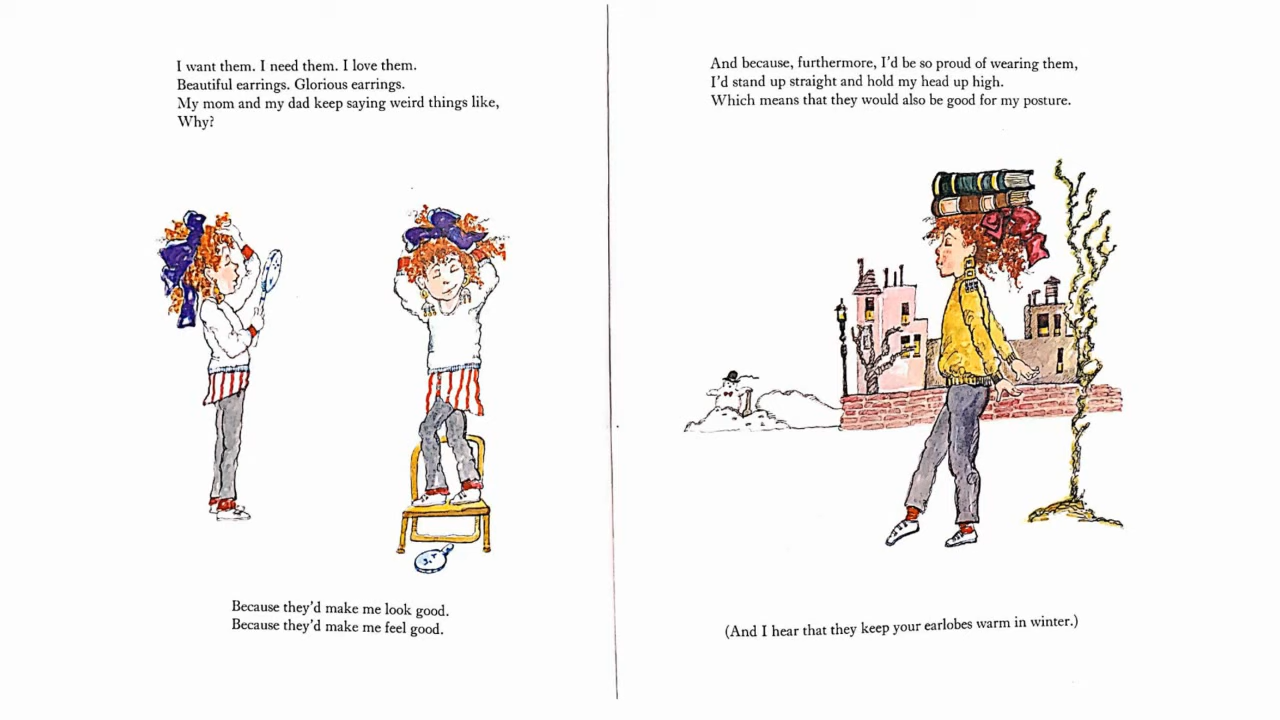 I want them. I need them. I love them.
Beautiful earrings. Glorious earrings.
My mom and my dad keep saying weird things like,
Why?
Because they'd make me look good.
Because they'd make me feel good.
And because, furthermore, I'd be so proud of wearing them,
I'd stand up straight and hold my head up high.
Which means that they would also be good for my posture.
(And I hear that they keep your earlobes warm in winter.)